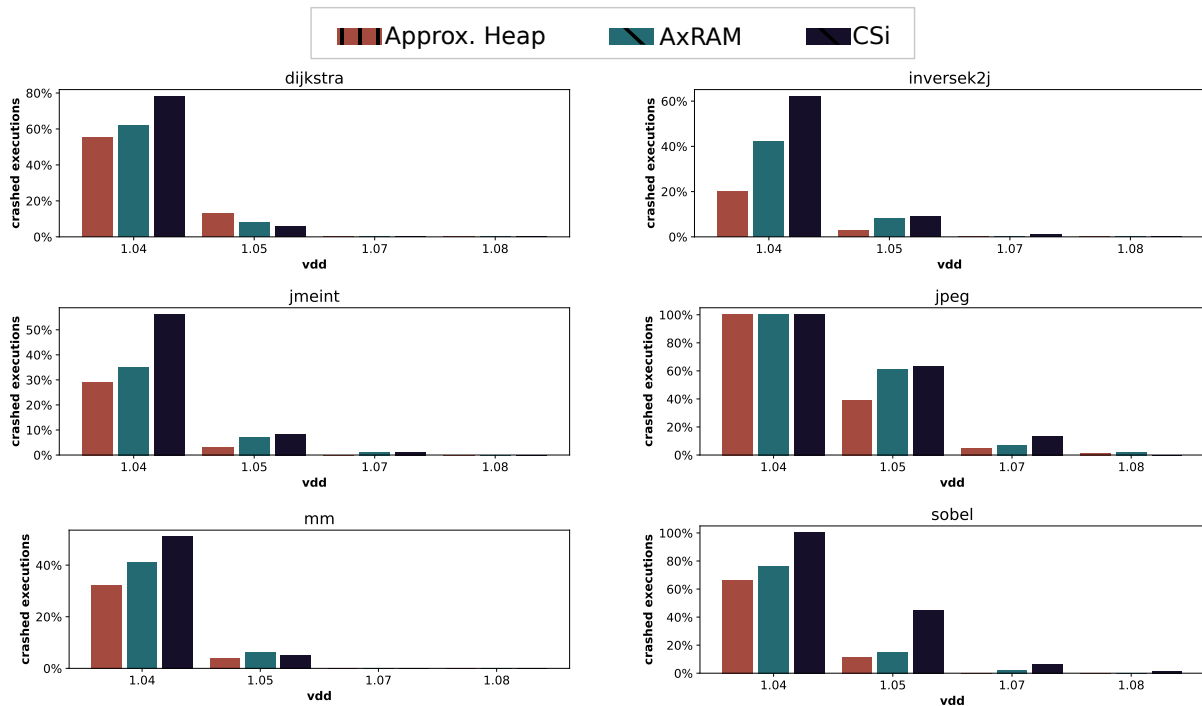 Approx. Heap AxRAM CSi
dijkstra
crashed executions
80%
60%
40%
20%
0%
1.04 1.05 1.07 1.08
vdd
inversek2j
crashed executions
60%
40%
20%
0%
1.04 1.05 1.07 1.08
vdd
jmeint
crashed executions
50%
40%
30%
20%
10%
0%
1.04 1.05 1.07 1.08
vdd
jpeg
crashed executions
100%
80%
60%
40%
20%
0%
1.04 1.05 1.07 1.08
vdd
mm
crashed executions
40%
20%
0%
1.04 1.05 1.07 1.08
vdd
sobel
crashed executions
100%
80%
60%
40%
20%
0%
1.04 1.05 1.07 1.08
vdd